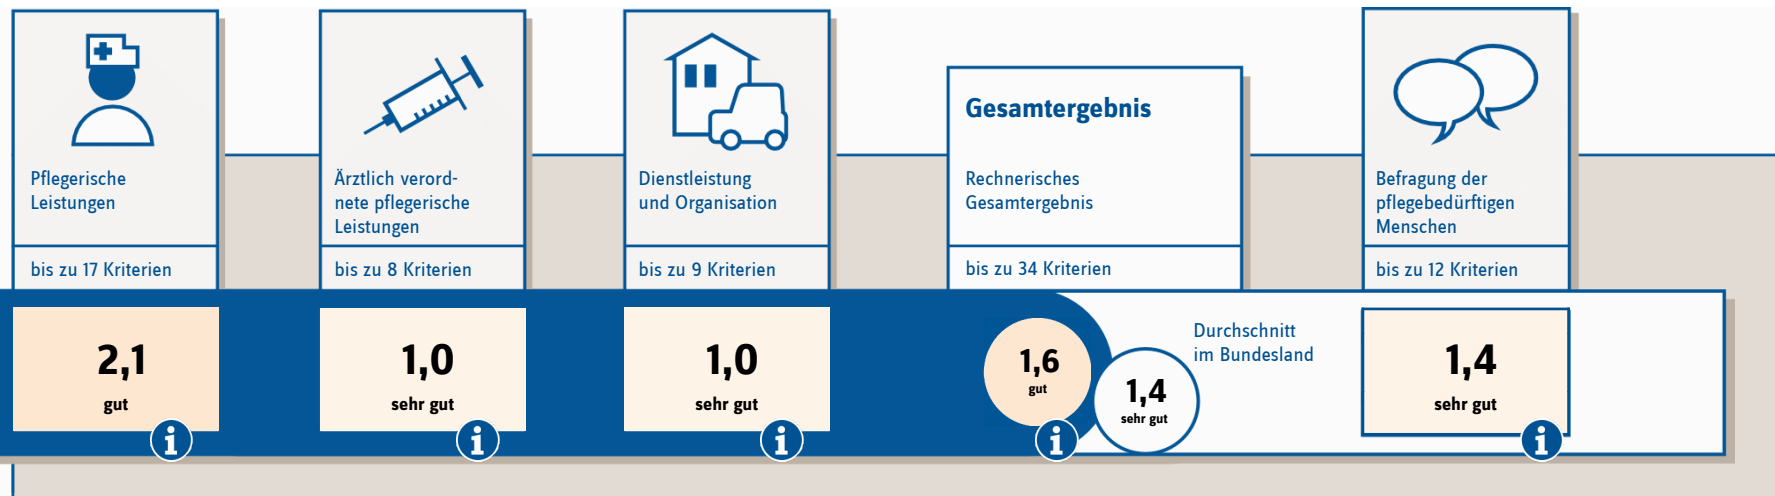 Pflegerische
Leistungen
bis zu 17 Kriterien
2,1
gut
i
Ärztlich verord-
nete pflegerische
Leistungen
bis zu 8 Kriterien
1,0
sehr gut
i
Dienstleistung
und Organisation
bis zu 9 Kriterien
1,0
sehr gut
i
Gesamtergebnis
Rechnerisches
Gesamtergebnis
bis zu 34 Kriterien
1,6
gut
i
1,4
sehr gut
Durchschnitt
im Bundesland
Befragung der
pflegebedürftigen
Menschen
bis zu 12 Kriterien
1,4
sehr gut
i